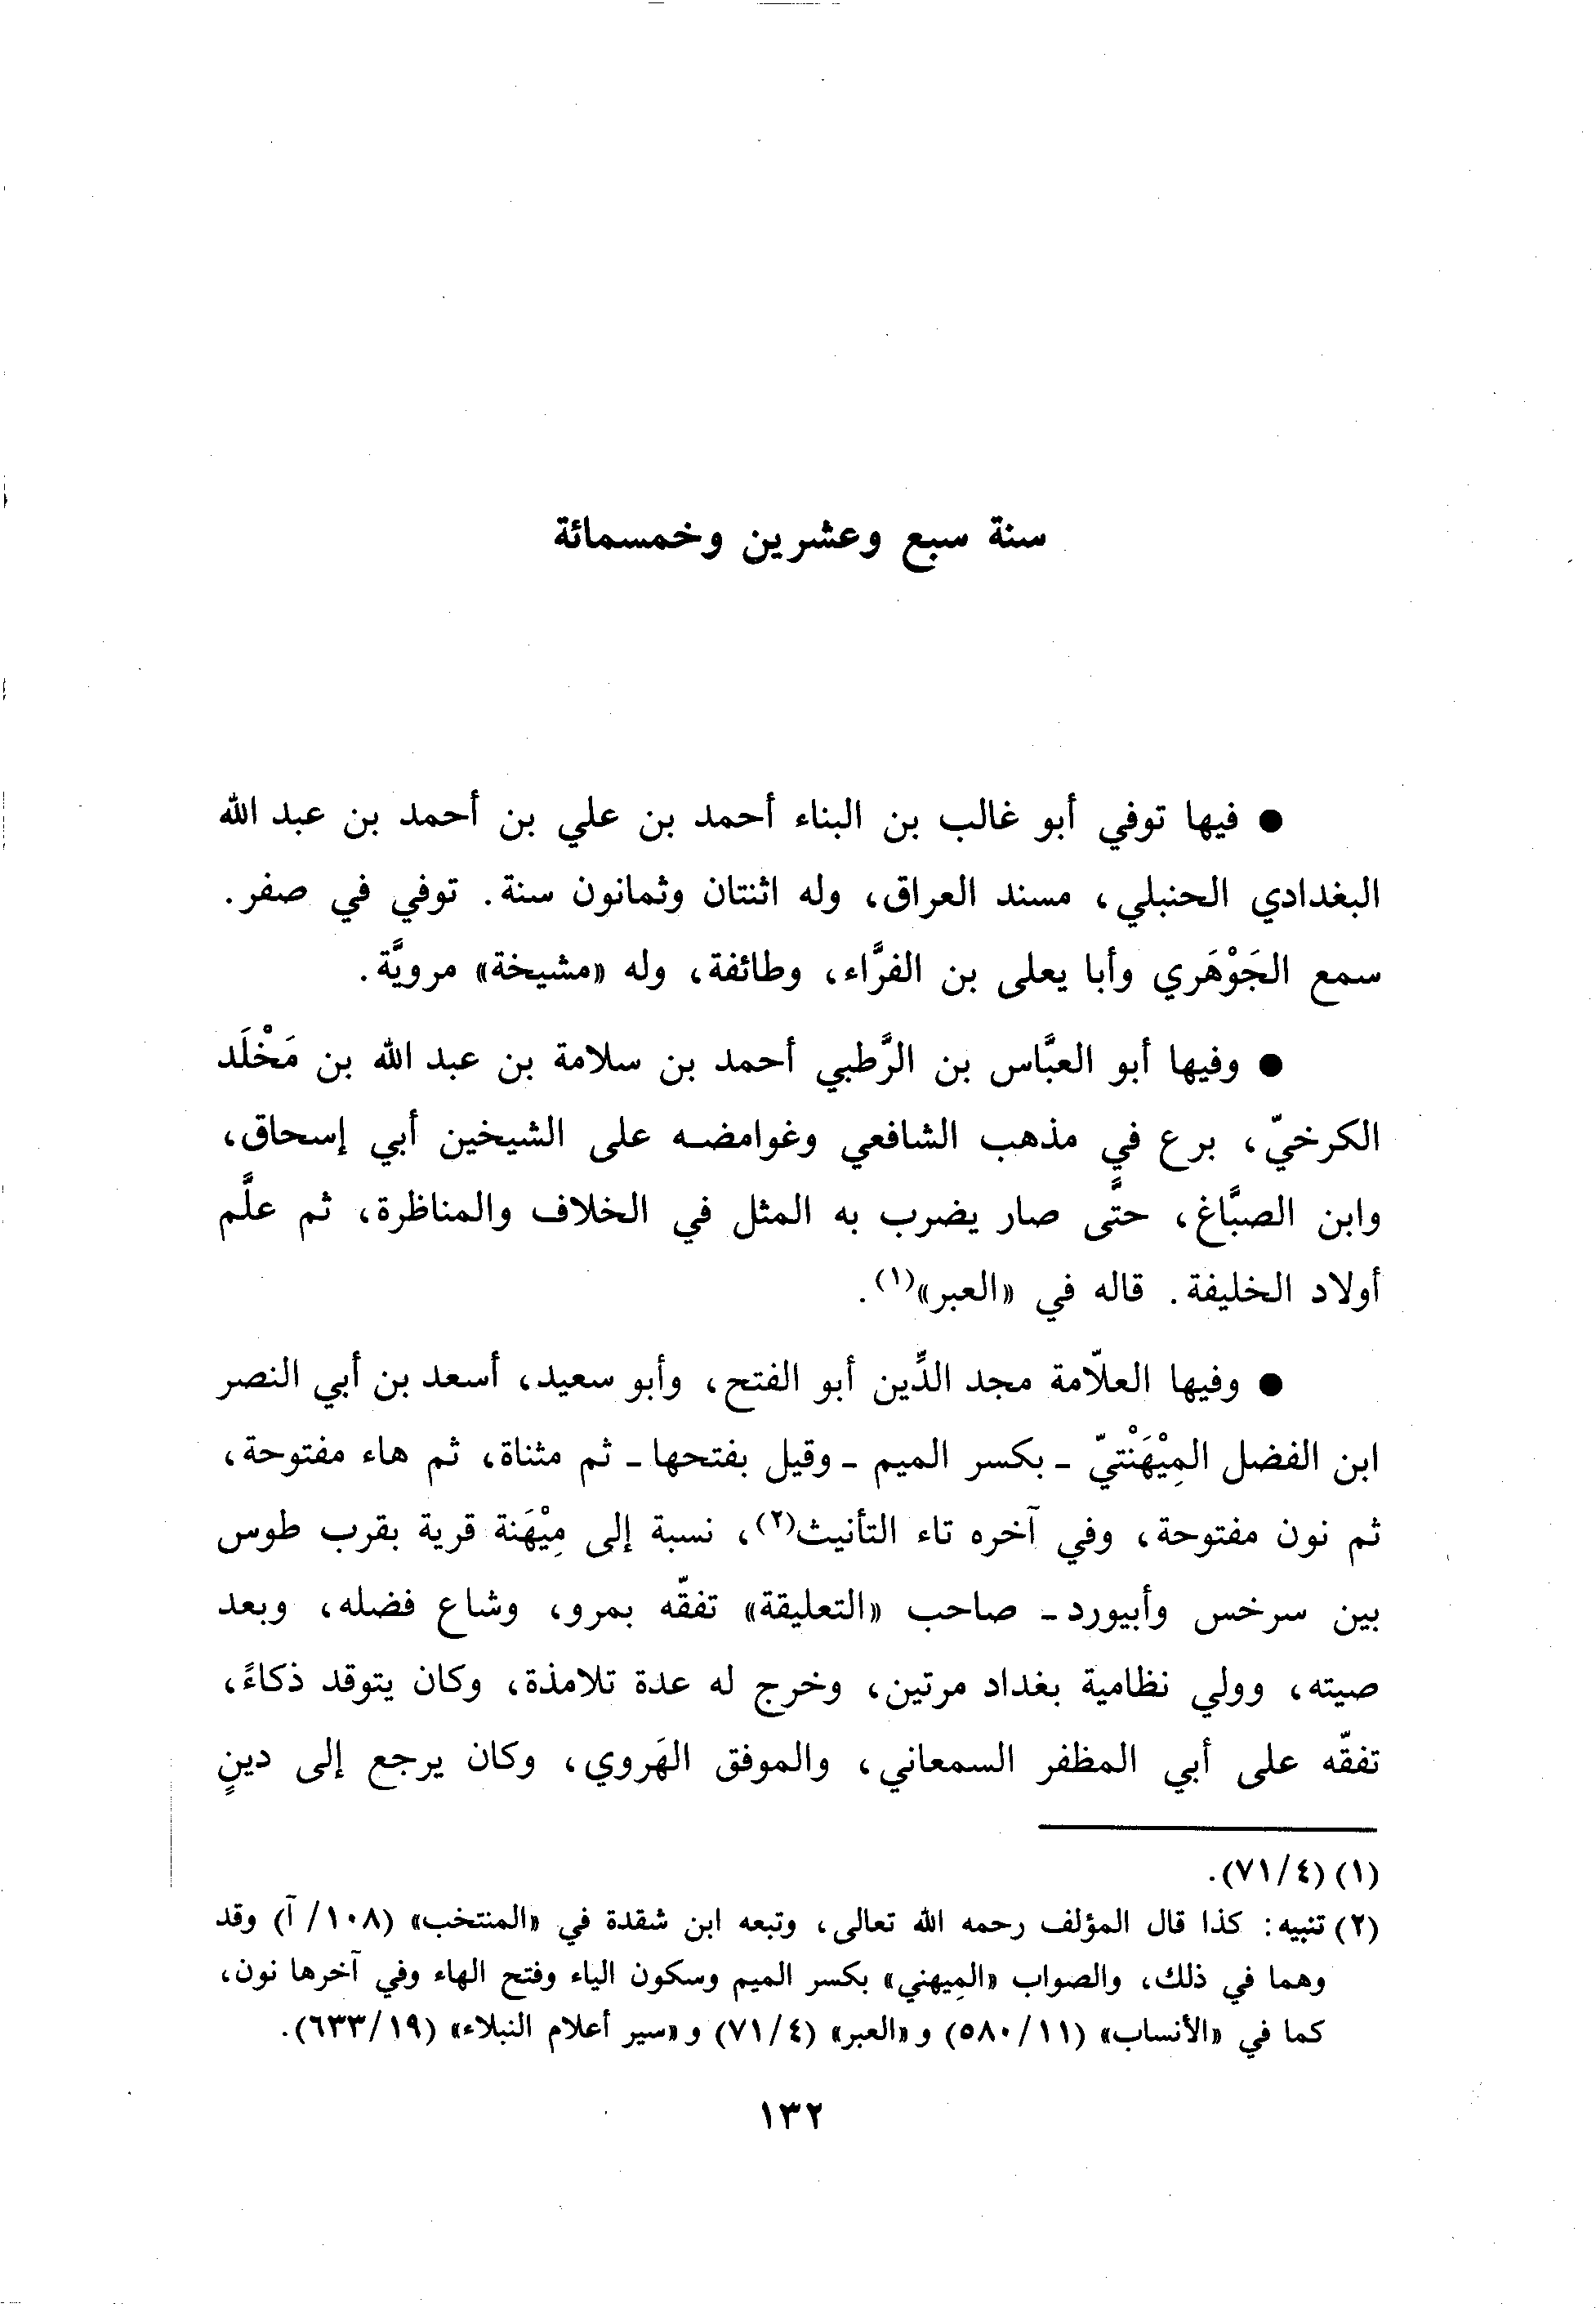 سنة سبع وعشرين وخمسمائة
● فيها توفي أبو غالب بن البناء أحمد بن علي بن أحمد بن عبد الله
البغدادي الحنبلي، مسند العراق، وله اثنتان وثمانون سنة. توفي في صفر.
سمع الجَوْهَري وأبا يعلى بن الفرَّاء، وطائفة، وله «مشيخة» مرويَّة.
● وفيها أبو العبَّاس بن الرَّطبي أحمد بن سلامة بن عبد الله بن مَخْلَد
الكرخيّ، برع في مذهب الشافعي وغوامضه على الشيخين أبي إسحاق،
وابن الصبَّاغ، حتَّى صار يضرب به المثل في الخلاف والمناظرة، ثم علَّم
أولاد الخليفة. قاله في «العبر»(١).
● وفيها العلاّمة مجد الدِّين أبو الفتح، وأبو سعيد، أسعد بن أبي النصر
ابن الفضل المِيْهَنْتيّ ـ بكسر الميم ـ وقيل بفتحها ـ ثم مثناة، ثم هاء مفتوحة،
ثم نون مفتوحة، وفي آخره تاء التأنيث(٢)، نسبة إلى مِيْهَنة قرية بقرب طوس
بين سرخس وأبيورد ـ صاحب «التعليقة» تفقّه بمرو، وشاع فضله، وبعد
صيته، وولي نظامية بغداد مرتين، وخرج له عدة تلامذة، وكان يتوقد ذكاءً،
تفقّه على أبي المظفر السمعاني، والموفق الهَروي، وكان يرجع إلى دينٍ
(١) (٧١/٤).
(٢) تنبيه: كذا قال المؤلف رحمه الله تعالى، وتبعه ابن شقدة في «المنتخب» (١٠٨/ آ) وقد
وهما في ذلك، والصواب «المِيهني» بكسر الميم وسكون الياء وفتح الهاء وفي آخرها نون،
كما في «الأنساب» (٥٨٠/١١) و «العبر» (٧١/٤) و «سير أعلام النبلاء» (٦٣٣/١٩).
١٣٢